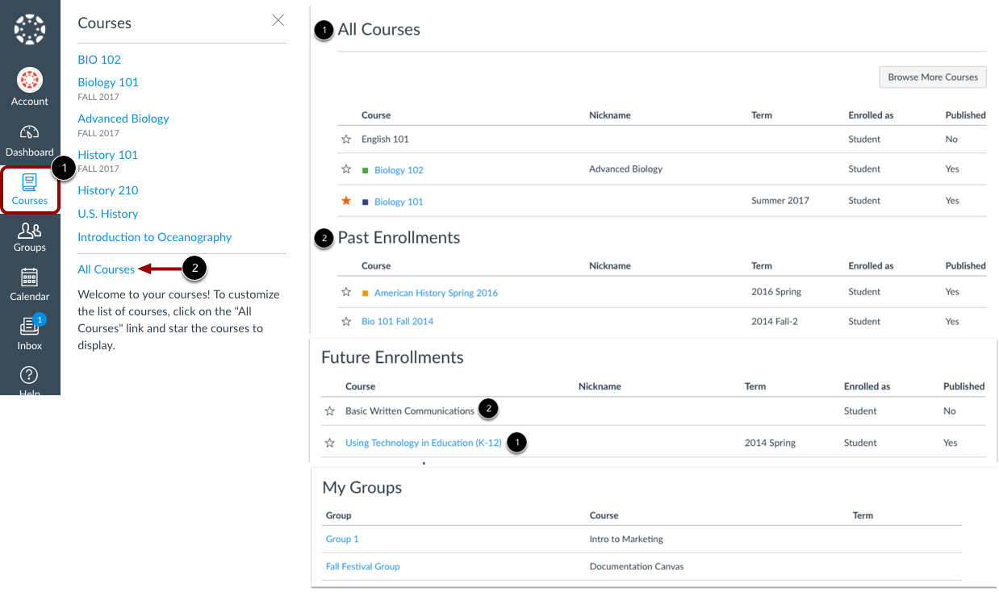 Account
Dashboard
1
Courses
Groups
Calendar
1
Inbox
Help
Courses
BIO 102
Biology 101
FALL 2017
Advanced Biology
FALL 2017
History 101
FALL 2017
History 210
U.S. History
Introduction to Oceanography
All Courses 2
Welcome to your courses! To customize
the list of courses, click on the "All
Courses" link and star the courses to
display.
1 All Courses
Browse More Courses
Course Nickname Term Enrolled as Published
English 101 Student No
Biology 102 Advanced Biology Student Yes
Biology 101 Summer 2017 Student Yes
2 Past Enrollments
Course Nickname Term Enrolled as Published
American History Spring 2016 2016 Spring Student Yes
Bio 101 Fall 2014 2014 Fall-2 Student Yes
Future Enrollments
Course Nickname Term Enrolled as Published
Basic Written Communications 2 Student No
Using Technology in Education (K-12) 1 2014 Spring Student Yes
My Groups
Group Course Term
Group 1 Intro to Marketing
Fall Festival Group Documentation Canvas